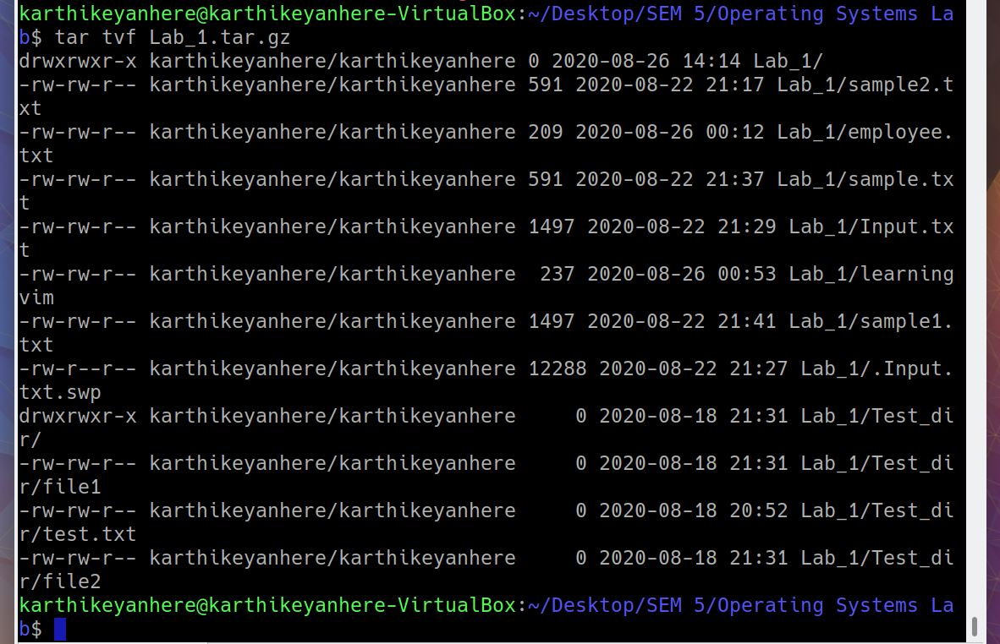 karthikeyanhere@karthikeyanhere-VirtualBox:~/Desktop/SEM 5/Operating Systems La
b$ tar tvf Lab_1.tar.gz
drwxrwxr-x karthikeyanhere/karthikeyanhere 0 2020-08-26 14:14 Lab_1/
-rw-rw-r-- karthikeyanhere/karthikeyanhere 591 2020-08-22 21:17 Lab_1/sample2.t
xt
-rw-rw-r-- karthikeyanhere/karthikeyanhere 209 2020-08-26 00:12 Lab_1/employee.
txt
-rw-rw-r-- karthikeyanhere/karthikeyanhere 591 2020-08-22 21:37 Lab_1/sample.tx
t
-rw-rw-r-- karthikeyanhere/karthikeyanhere 1497 2020-08-22 21:29 Lab_1/Input.tx
t
-rw-rw-r-- karthikeyanhere/karthikeyanhere  237 2020-08-26 00:53 Lab_1/learning
vim
-rw-rw-r-- karthikeyanhere/karthikeyanhere 1497 2020-08-22 21:41 Lab_1/sample1.
txt
-rw-r--r-- karthikeyanhere/karthikeyanhere 12288 2020-08-22 21:27 Lab_1/.Input.
txt.swp
drwxrwxr-x karthikeyanhere/karthikeyanhere     0 2020-08-18 21:31 Lab_1/Test_di
r/
-rw-rw-r-- karthikeyanhere/karthikeyanhere     0 2020-08-18 21:31 Lab_1/Test_di
r/file1
-rw-rw-r-- karthikeyanhere/karthikeyanhere     0 2020-08-18 20:52 Lab_1/Test_di
r/test.txt
-rw-rw-r-- karthikeyanhere/karthikeyanhere     0 2020-08-18 21:31 Lab_1/Test_di
r/file2
karthikeyanhere@karthikeyanhere-VirtualBox:~/Desktop/SEM 5/Operating Systems La
b$